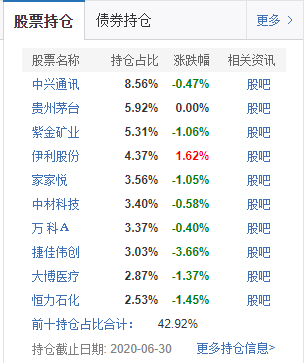 股票持仓 债券持仓 更多 >
股票名称 持仓占比 涨跌幅 相关资讯
中兴通讯 8.56% -0.47% 股吧
贵州茅台 5.92% 0.00% 股吧
紫金矿业 5.31% -1.06% 股吧
伊利股份 4.37% 1.62% 股吧
家家悦 3.56% -1.05% 股吧
中材科技 3.40% -0.58% 股吧
万 科A 3.37% -0.40% 股吧
捷佳伟创 3.03% -3.66% 股吧
大博医疗 2.87% -1.37% 股吧
恒力石化 2.53% -1.45% 股吧
前十持仓占比合计： 42.92%
持仓截止日期: 2020-06-30 更多持仓信息>